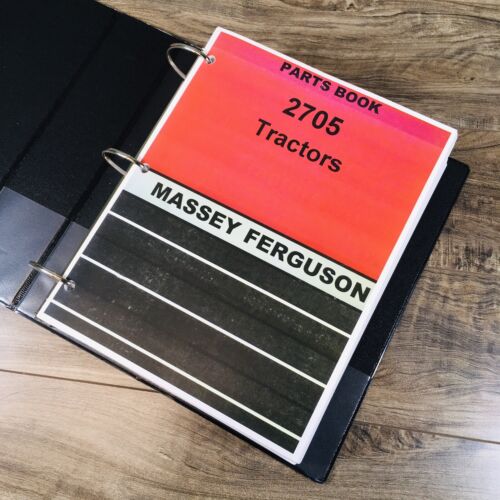 PARTS BOOK
2705
Tractors
MASSEY FERGUSON